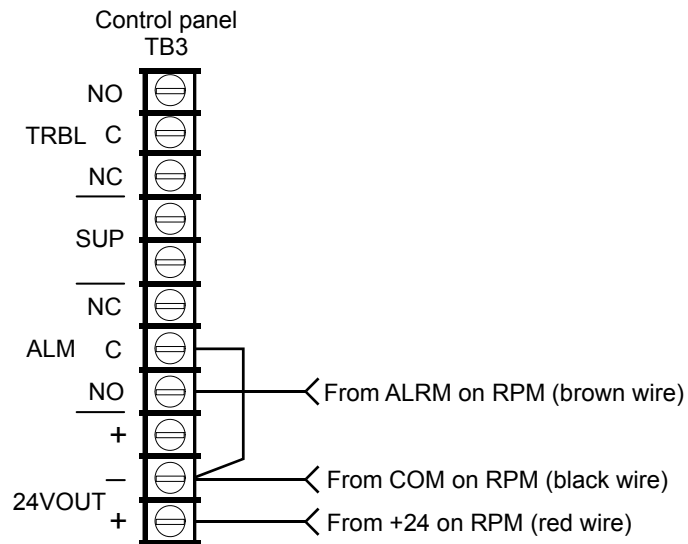 Control panel
TB3
NO
TRBL C
NC
SUP
NC
ALM C
NO From ALRM on RPM (brown wire)
+
– From COM on RPM (black wire)
24VOUT
+ From +24 on RPM (red wire)